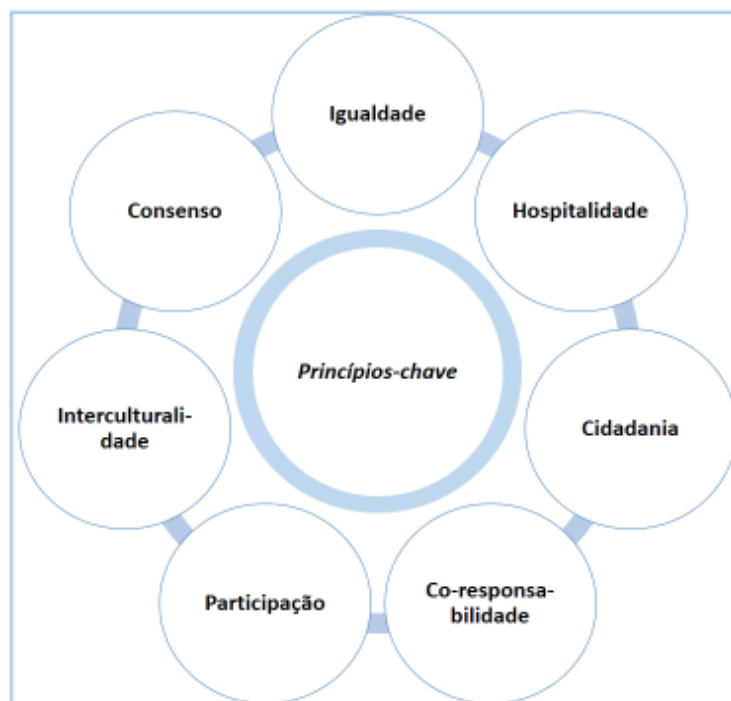 Igualdade
Hospitalidade
Cidadania
Co-responsa-
bilidade
Participação
Interculturali-
dade
Consenso
Princípios-chave